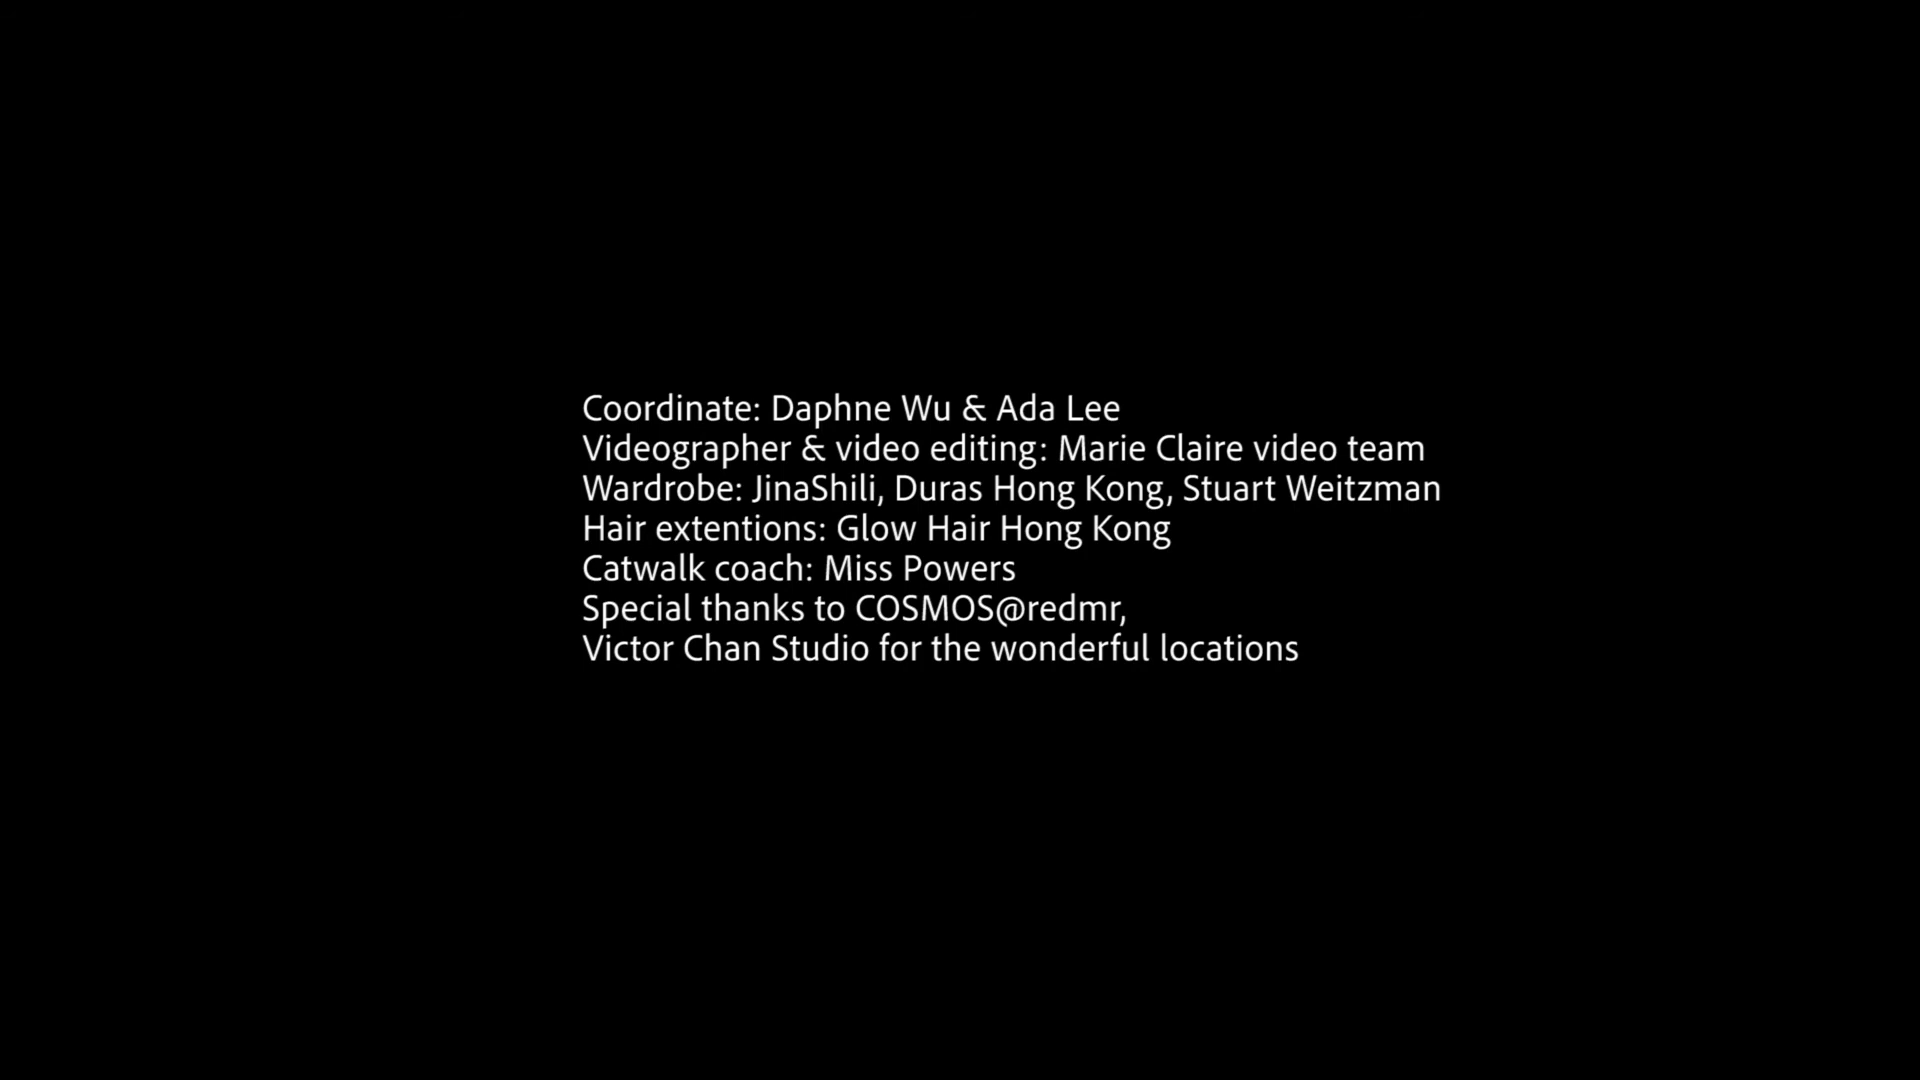 Coordinate: Daphne Wu & Ada Lee
Videographer & video editing: Marie Claire video team
Wardrobe: JinaShili, Duras Hong Kong, Stuart Weitzman
Hair extentions: Glow Hair Hong Kong
Catwalk coach: Miss Powers
Special thanks to COSMOS@redmr,
Victor Chan Studio for the wonderful locations